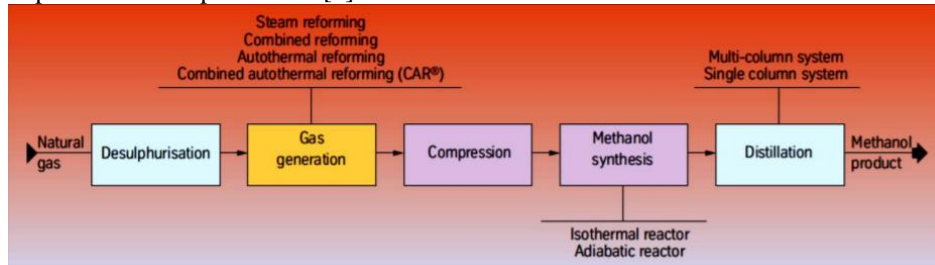 Steam reforming
Combined reforming
Autothermal reforming
Combined autothermal reforming (CAR®)
Multi-column system
Single column system
Natural
gas
Desulphurisation
Gas
generation
Compression
Methanol
synthesis
Distillation
Methanol
product
Isothermal reactor
Adiabatic reactor